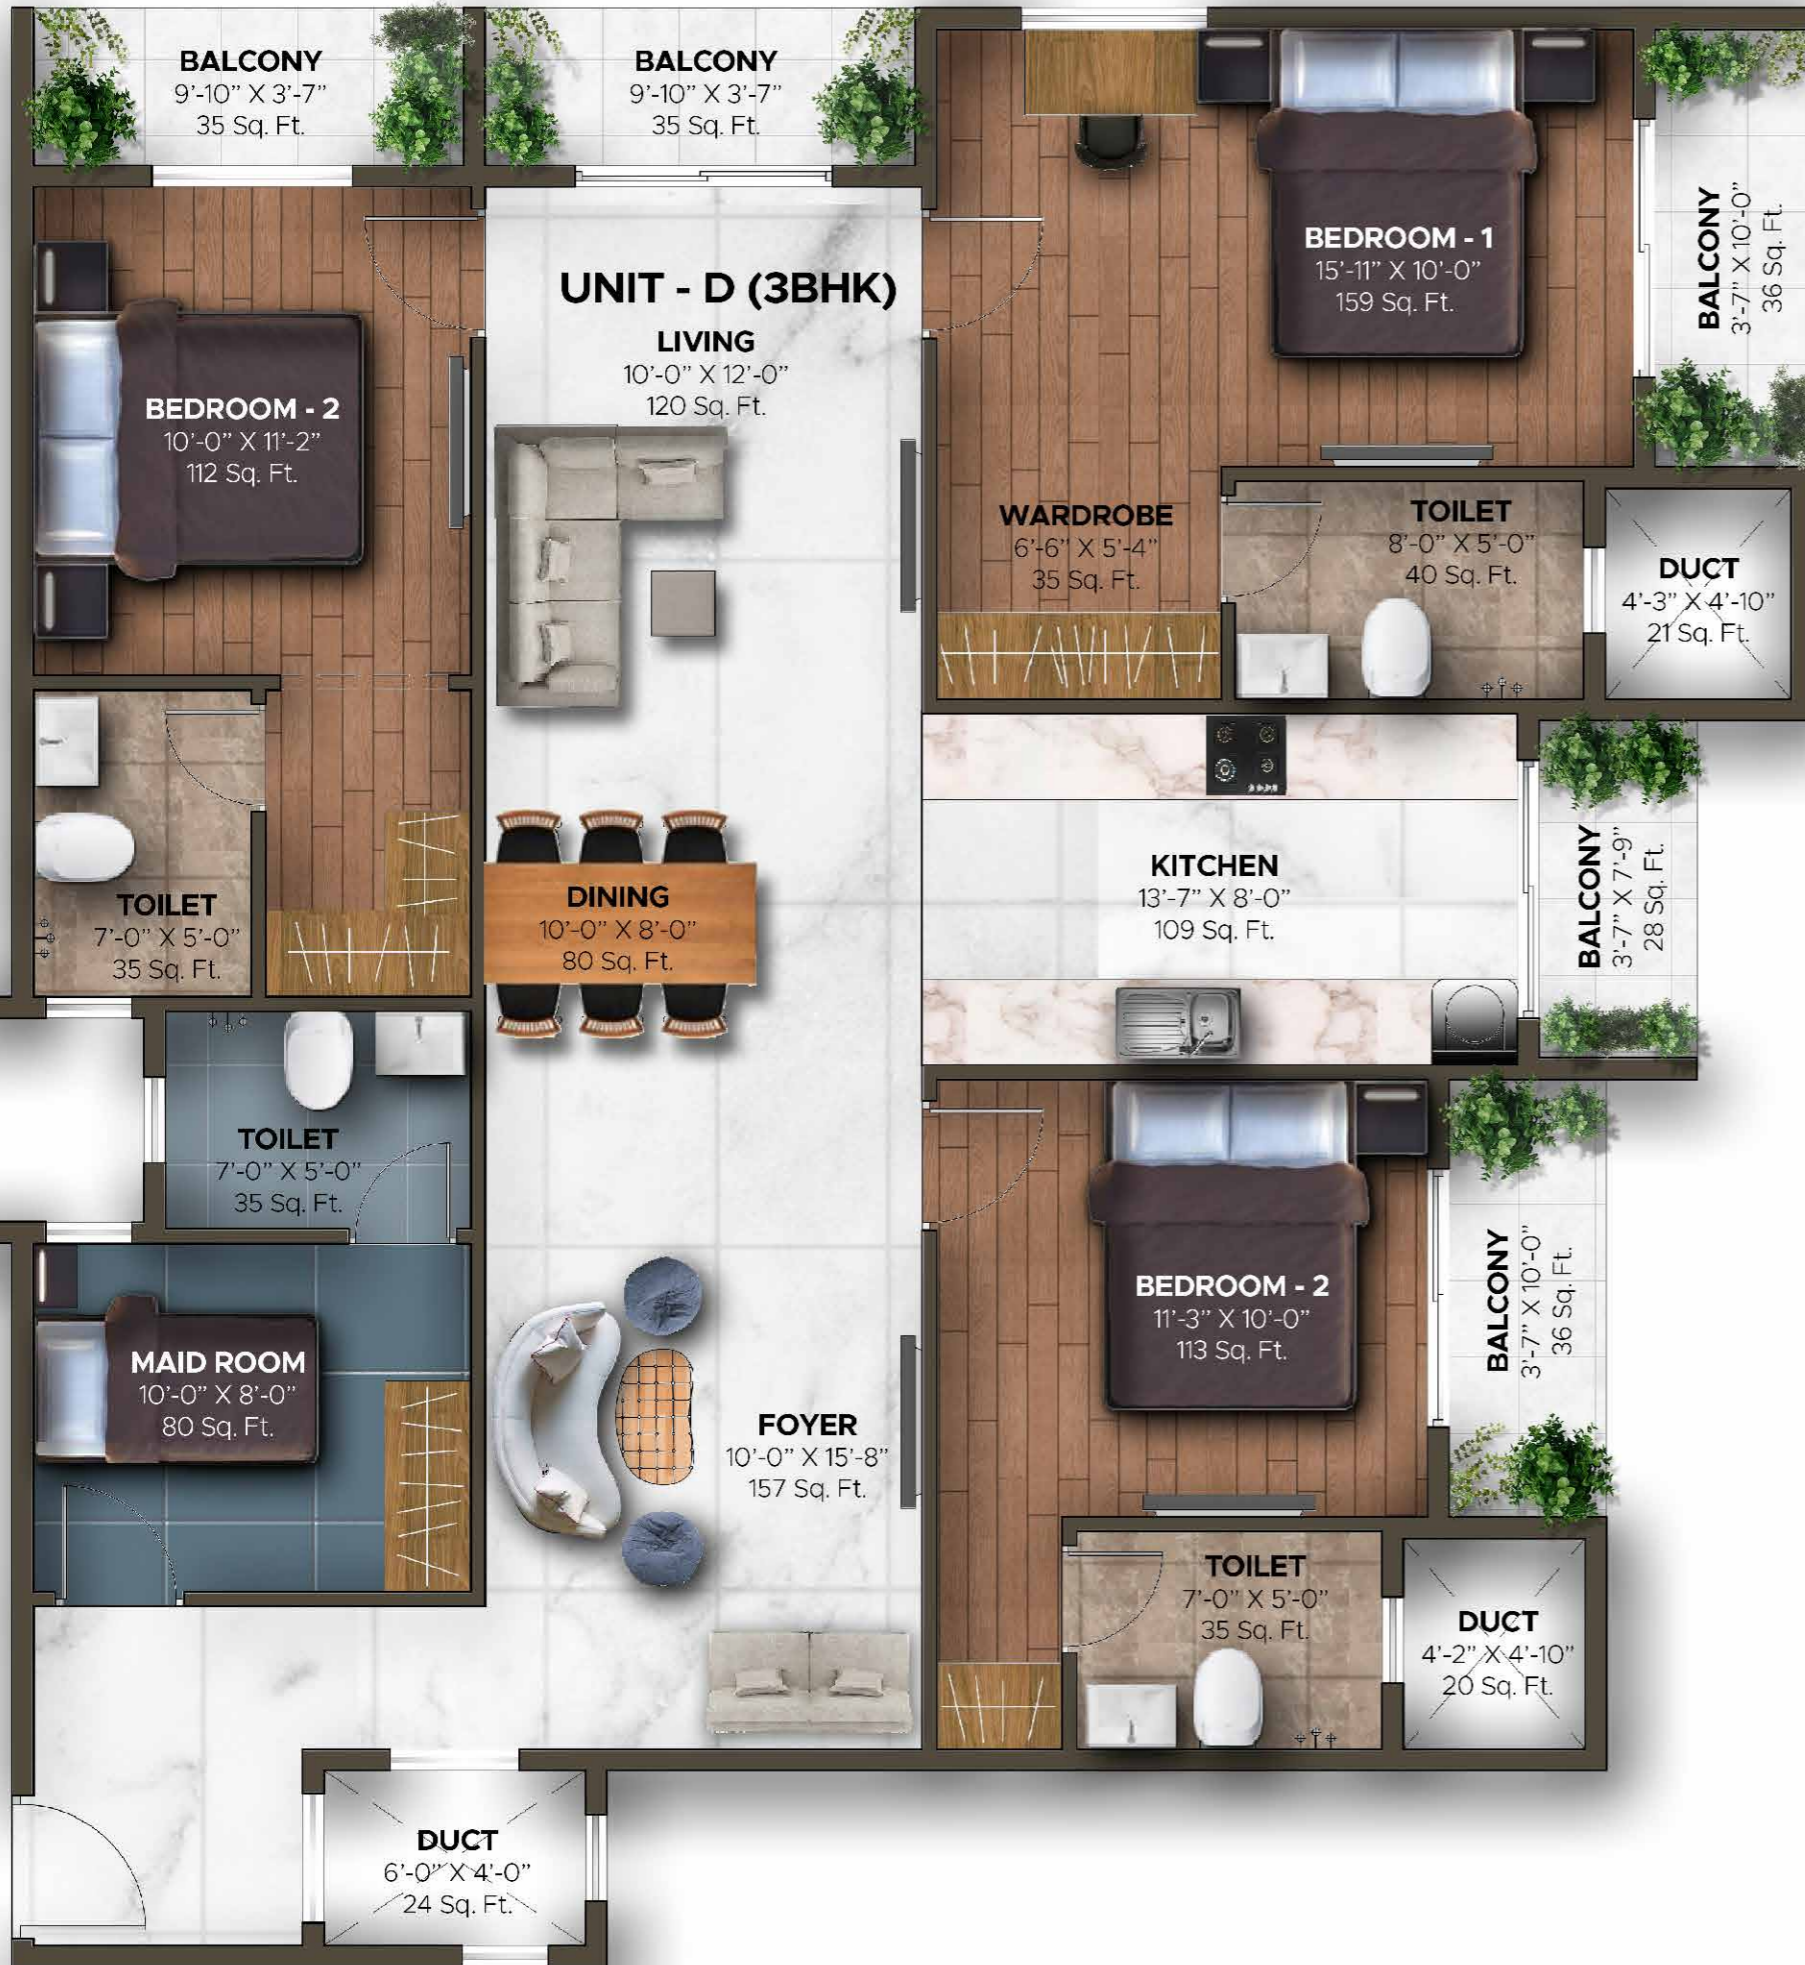 BALCONY
9'-10" X 3'-7"
35 Sq. Ft.
BALCONY
9'-10" X 3'-7"
35 Sq. Ft.
BALCONY
3'-7" X 10'-0"
36 Sq. Ft.
BEDROOM - 1
15'-11" X 10'-0"
159 Sq. Ft.
UNIT - D (3BHK)
LIVING
10'-0" X 12'-0"
120 Sq. Ft.
BEDROOM - 2
10'-0" X 11'-2"
112 Sq. Ft.
WARDROBE
6'-6" X 5'-4"
35 Sq. Ft.
TOILET
8'-0" X 5'-0"
40 Sq. Ft.
DUCT
4'-3" X 4'-10"
21 Sq. Ft.
TOILET
7'-0" X 5'-0"
35 Sq. Ft.
DINING
10'-0" X 8'-0"
80 Sq. Ft.
KITCHEN
13'-7" X 8'-0"
109 Sq. Ft.
BALCONY
3'-7" X 7'-9"
28 Sq. Ft.
TOILET
7'-0" X 5'-0"
35 Sq. Ft.
BEDROOM - 2
11'-3" X 10'-0"
113 Sq. Ft.
BALCONY
3'-7" X 10'-0"
36 Sq. Ft.
MAID ROOM
10'-0" X 8'-0"
80 Sq. Ft.
FOYER
10'-0" X 15'-8"
157 Sq. Ft.
TOILET
7'-0" X 5'-0"
35 Sq. Ft.
DUCT
4'-2" X 4'-10"
20 Sq. Ft.
DUCT
6'-0" X 4'-0"
24 Sq. Ft.